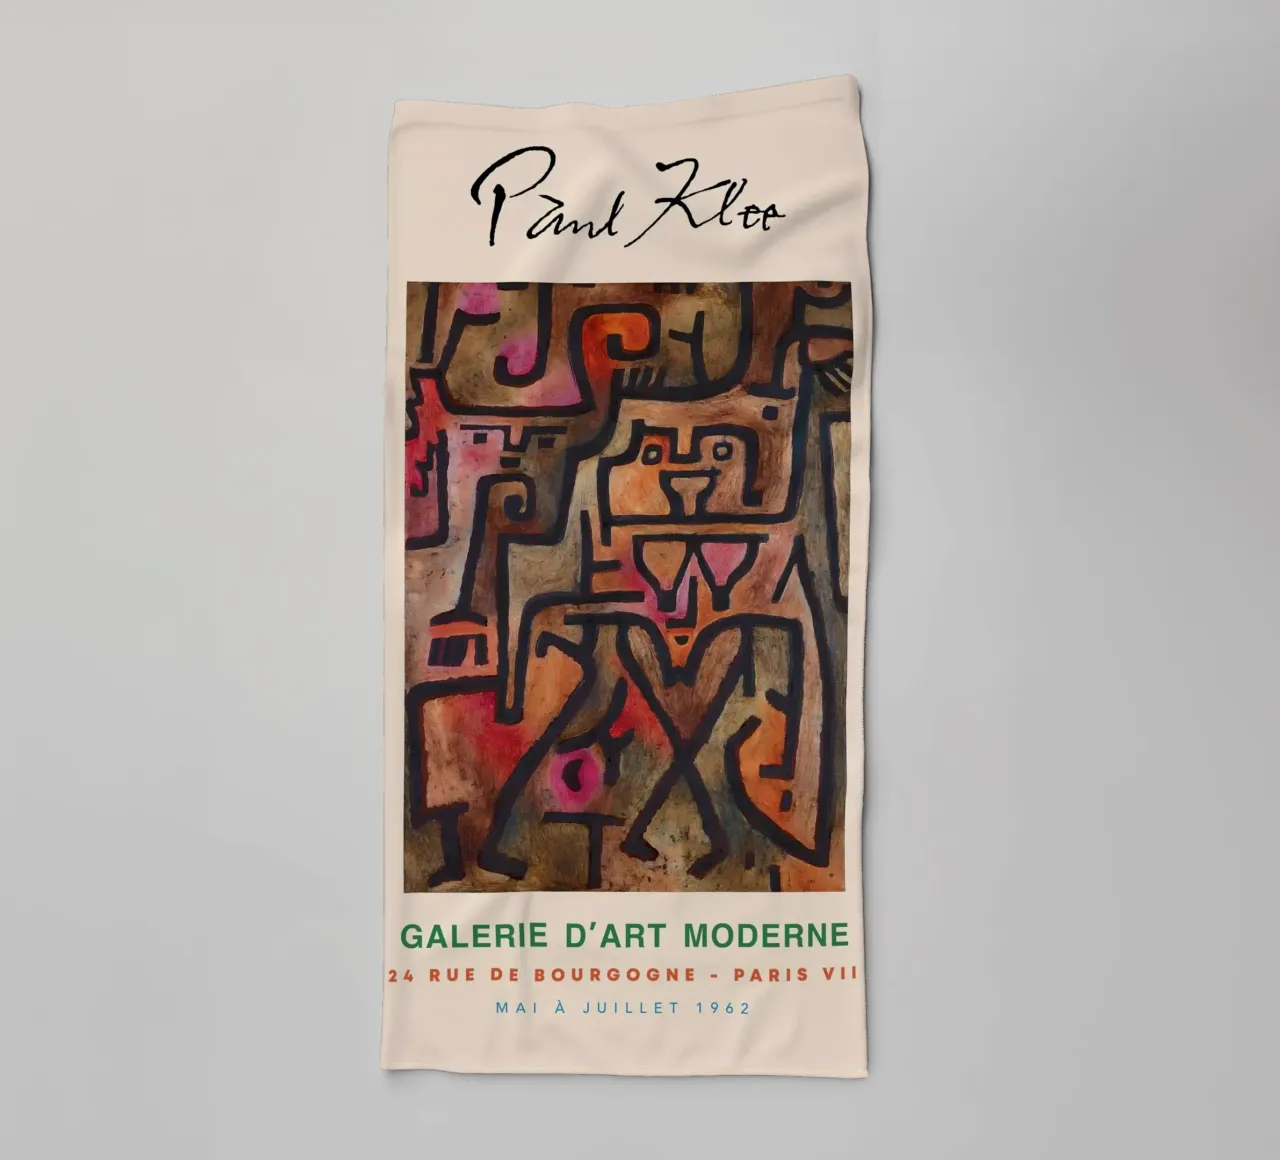 Paul Klee
GALERIE D'ART MODERNE
24 RUE DE BOURGOGNE - PARIS VII
MAI À JUILLET 1962